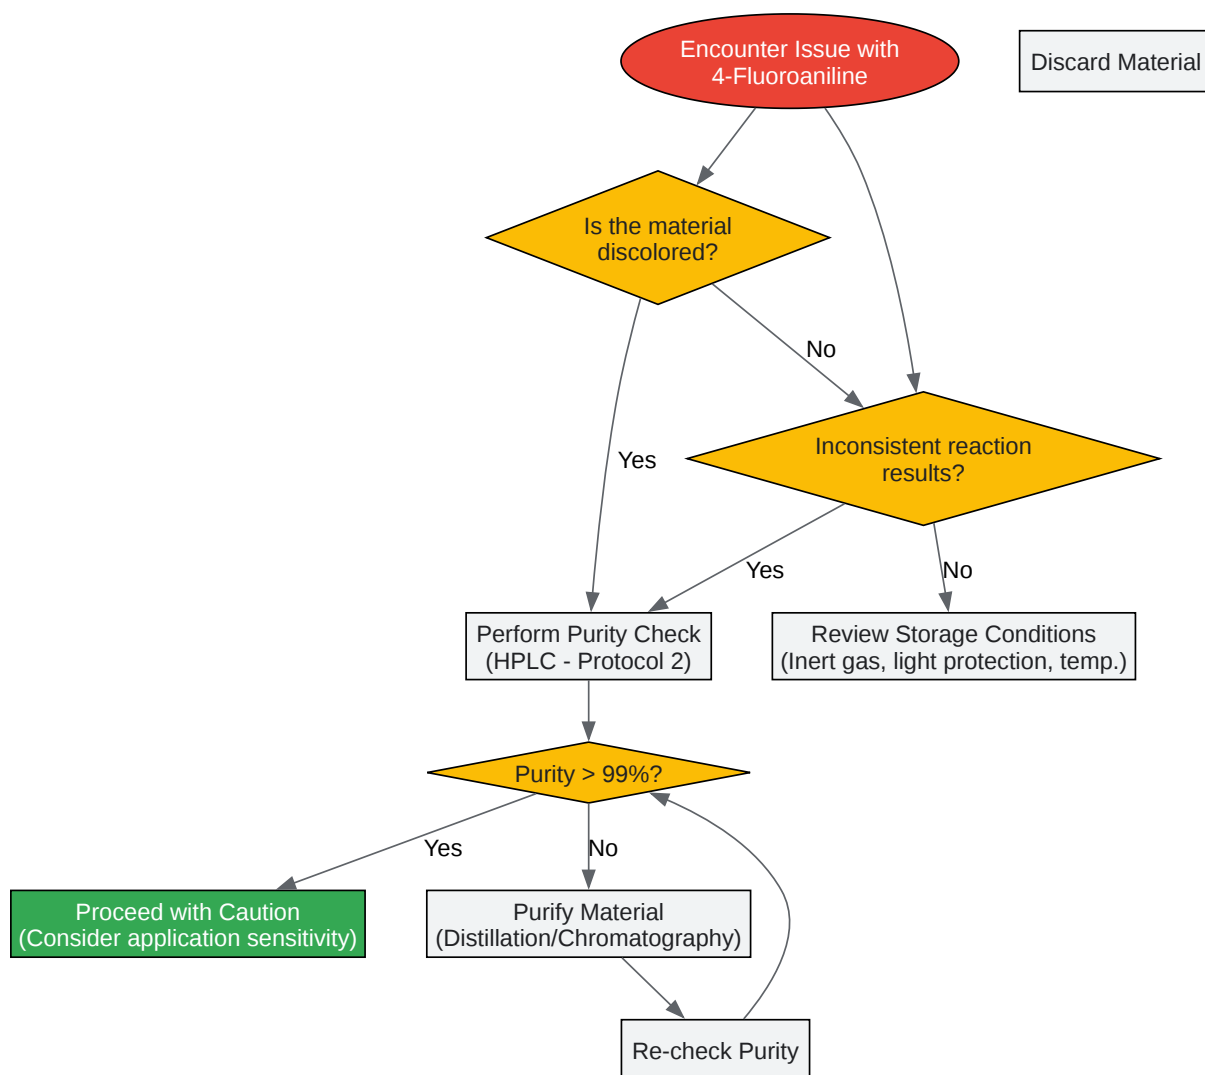 Encounter Issue with
4-Fluoroaniline
Discard Material
Is the material
discolored?
No
Inconsistent reaction
results?
Yes
Yes
No
Perform Purity Check
(HPLC - Protocol 2)
Review Storage Conditions
(Inert gas, light protection, temp.)
Purity > 99%?
Yes
No
Proceed with Caution
(Consider application sensitivity)
Purify Material
(Distillation/Chromatography)
Re-check Purity